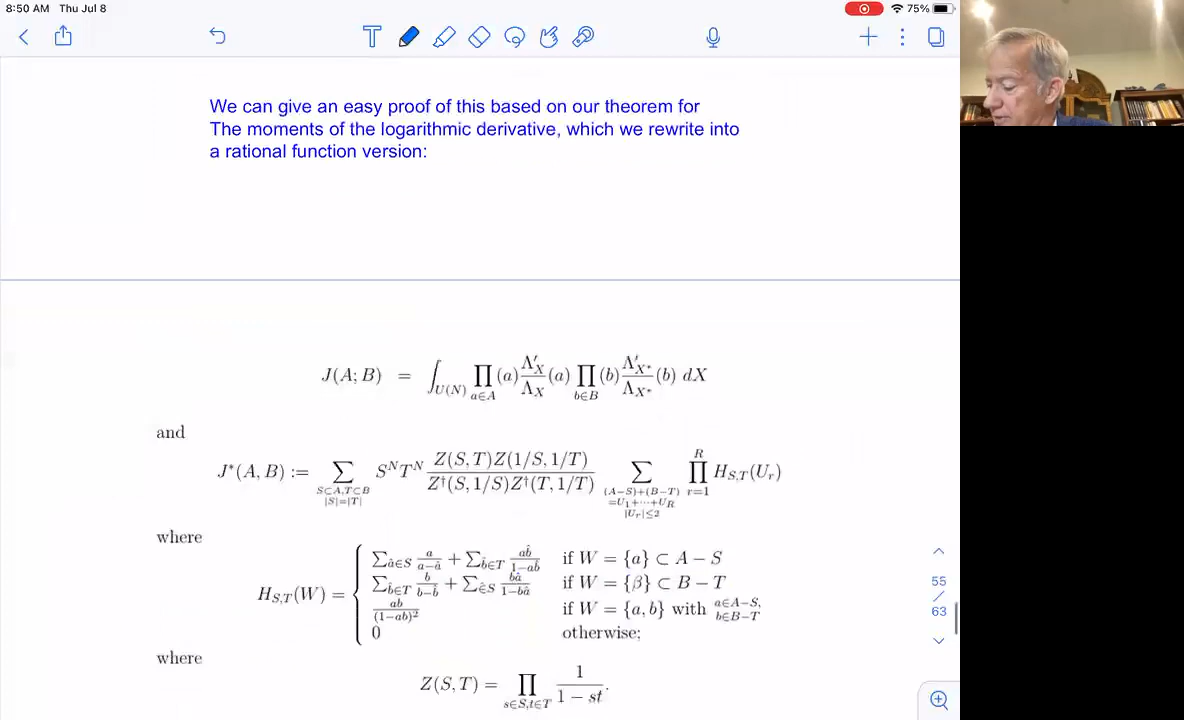 8:50 AM Thu Jul 8
75%
We can give an easy proof of this based on our theorem for
The moments of the logarithmic derivative, which we rewrite into
a rational function version:
J(A; B) = ∫_{U(N)} ∏_{a∈A} (a) Λ'_X/Λ_X (a) ∏_{b∈B} (b) Λ'_{X*}/Λ_{X*} (b) dX
and
J*(A, B) := ∑_{S⊂A,T⊂B |S|=|T|} S^N T^N Z(S, T)Z(1/S, 1/T) / Z†(S, 1/S)Z†(T, 1/T) ∑_{(A−S)+(B−T) =U_1+⋯+U_R |U_r|≤2} ∏_{r=1}^{R} H_{S,T}(U_r)
where
H_{S,T}(W) = {
∑_{â∈S} a/(a−â) + ∑_{b̂∈T} ab̂/(1−ab̂) if W = {a} ⊂ A − S
∑_{b̂∈T} b/(b−b̂) + ∑_{ê∈S} bâ/(1−bâ) if W = {β} ⊂ B − T
ab/(1−ab)² if W = {a, b} with a∈A−S, b∈B−T
0 otherwise;
where
Z(S, T) = ∏_{s∈S,t∈T} 1/(1 − st).
55
/
63